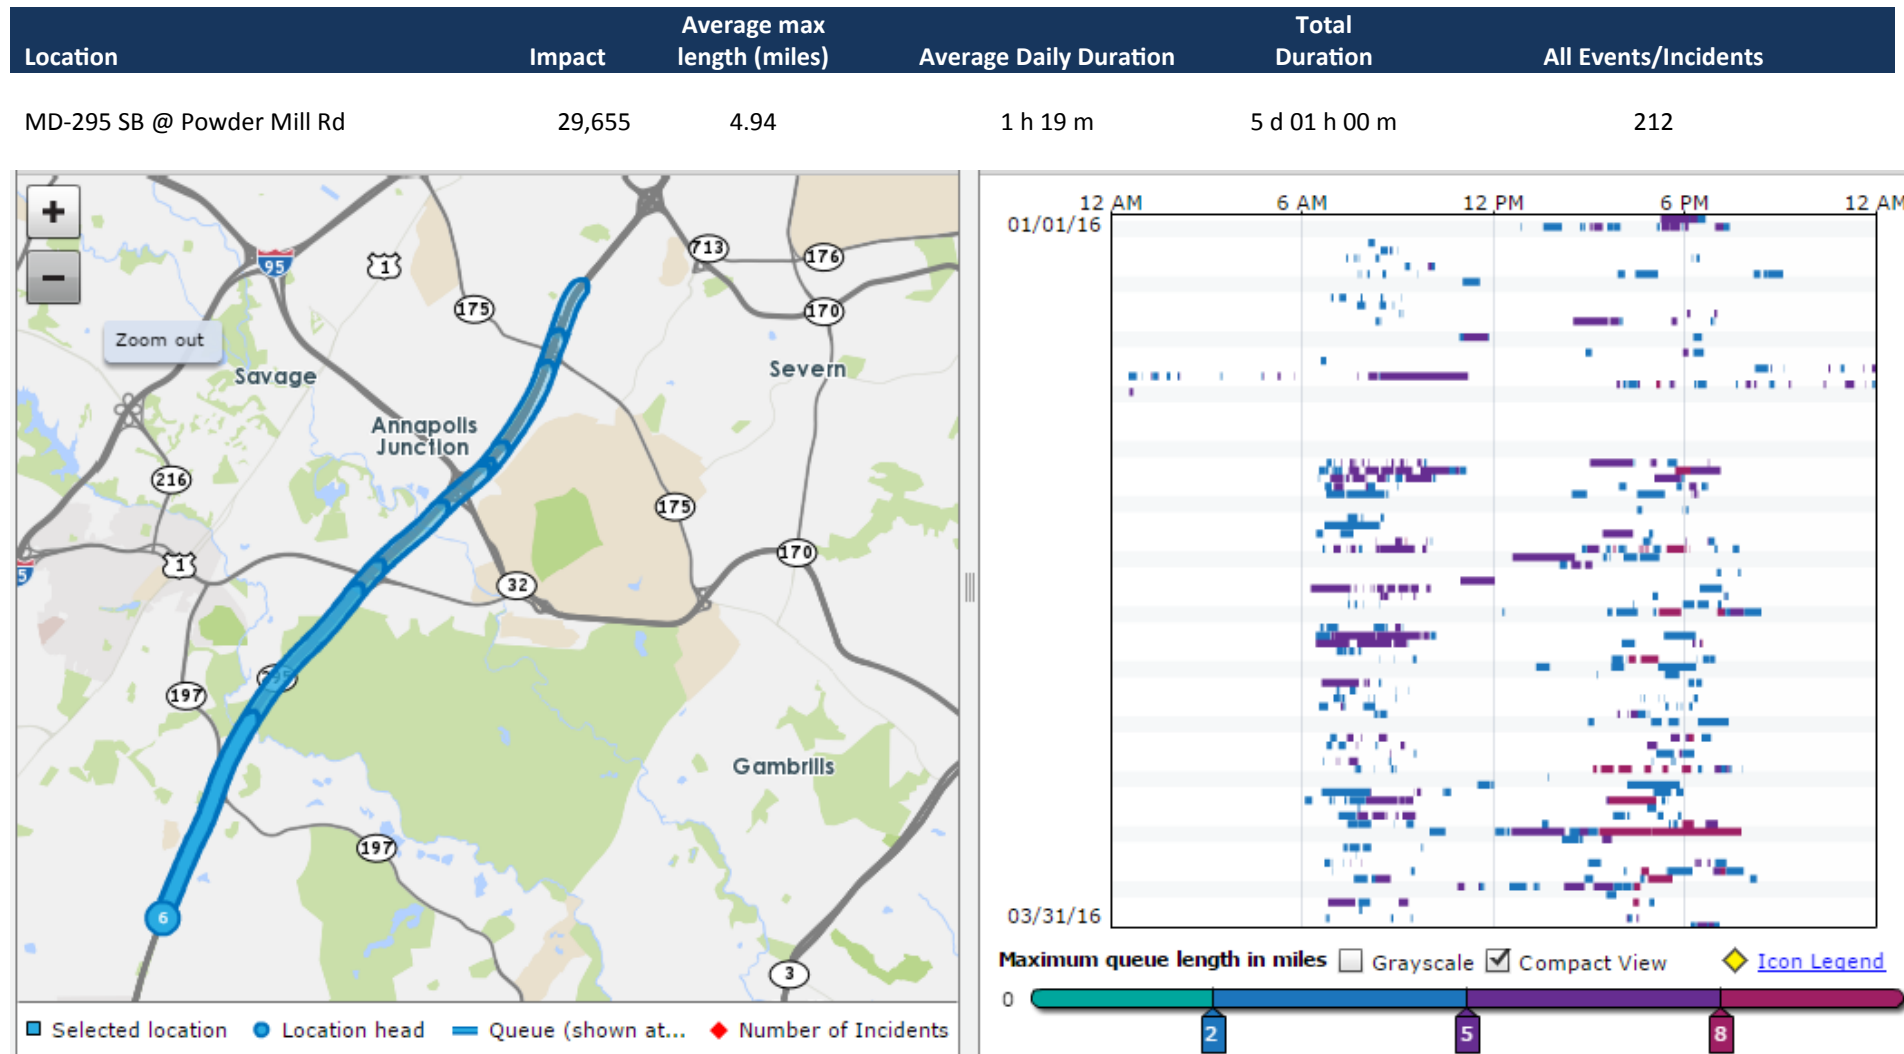 Location Impact Average max length (miles) Average Daily Duration Total Duration All Events/Incidents
MD-295 SB @ Powder Mill Rd 29,655 4.94 1 h 19 m 5 d 01 h 00 m 212
+
−
Zoom out
95
1
713
176
175
170
Savage
Severn
Annapolis
Junction
216
175
1
170
5
32
295
197
Gambrills
197
6
3
Selected location Location head Queue (shown at... Number of Incidents
12 AM 6 AM 12 PM 6 PM 12 AM
01/01/16
03/31/16
Maximum queue length in miles Grayscale Compact View Icon Legend
0
2 5 8